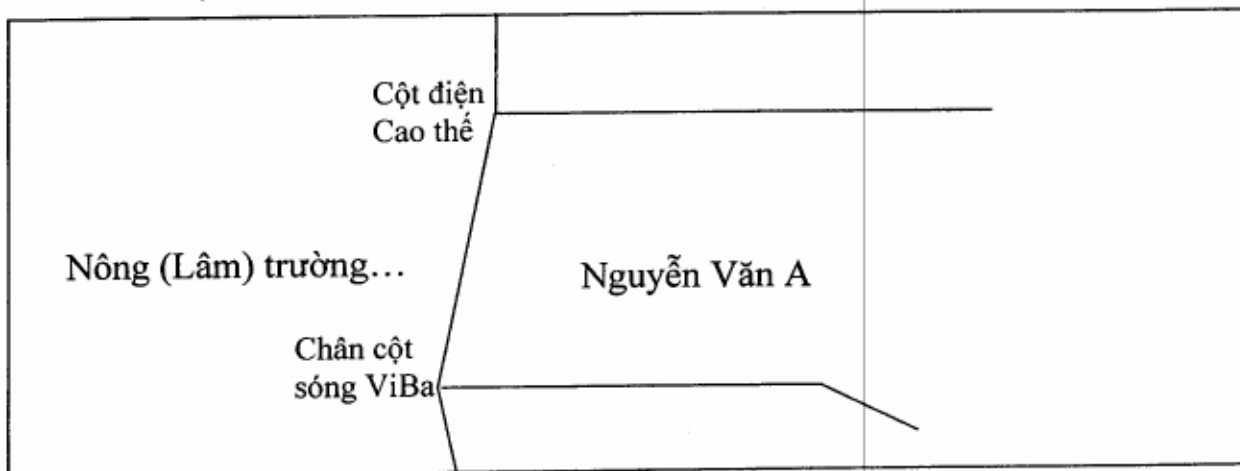 Cột điện
Cao thế
Nông (Lâm) trường...
Nguyễn Văn A
Chân cột
sóng ViBa